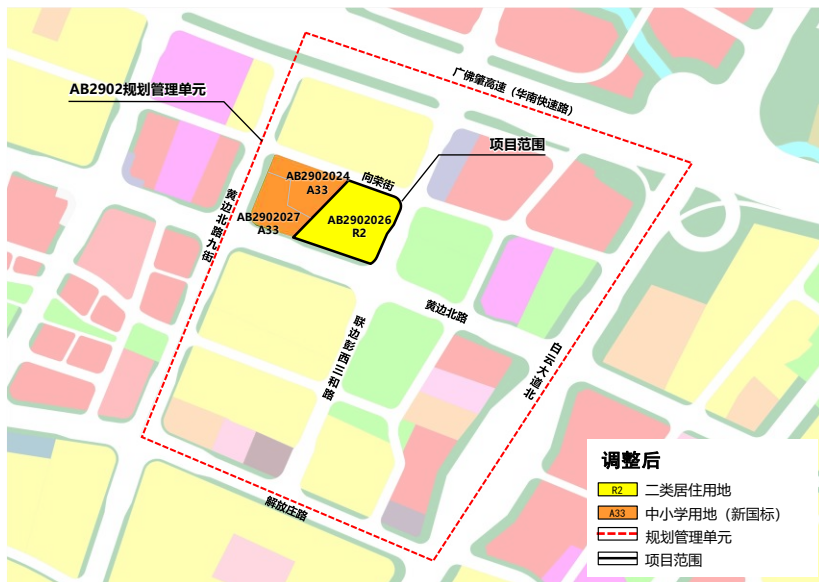 广佛肇高速（华南快速路）
AB2902规划管理单元
项目范围
AB2902024
A33
向荣街
AB2902027
A33
AB2902026
R2
黄边北路九街
黄边北路
联边彭西三和路
白云大道北
解放庄路
调整后
R2 二类居住用地
A33 中小学用地（新国标）
规划管理单元
项目范围